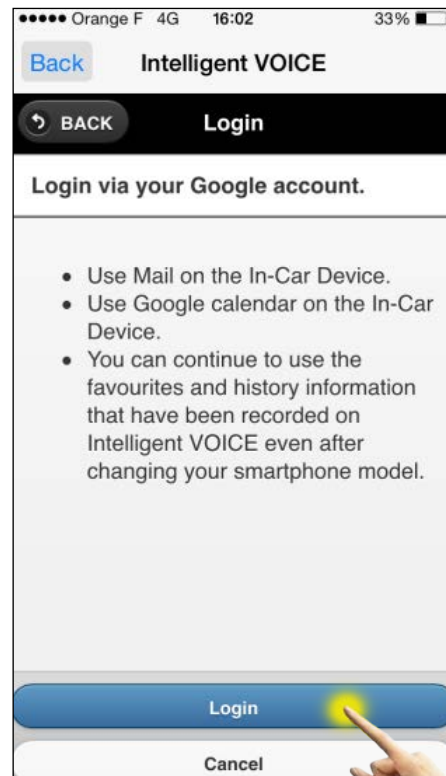 Orange F 4G 16:02 33%
Back Intelligent VOICE
BACK Login
Login via your Google account.
• Use Mail on the In-Car Device.
• Use Google calendar on the In-Car
Device.
• You can continue to use the
favourites and history information
that have been recorded on
Intelligent VOICE even after
changing your smartphone model.
Login
Cancel